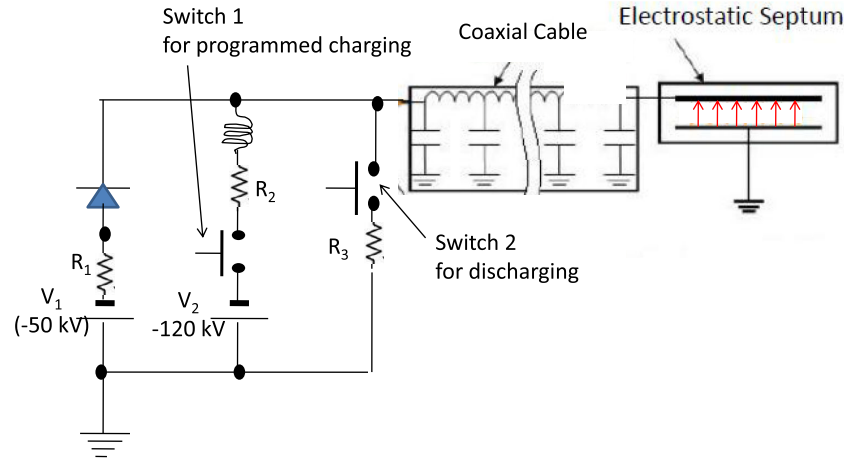 Switch 1
for programmed charging
Coaxial Cable
Electrostatic Septum
R2
R1
R3
Switch 2
for discharging
V1
(-50 kV)
V2
-120 kV